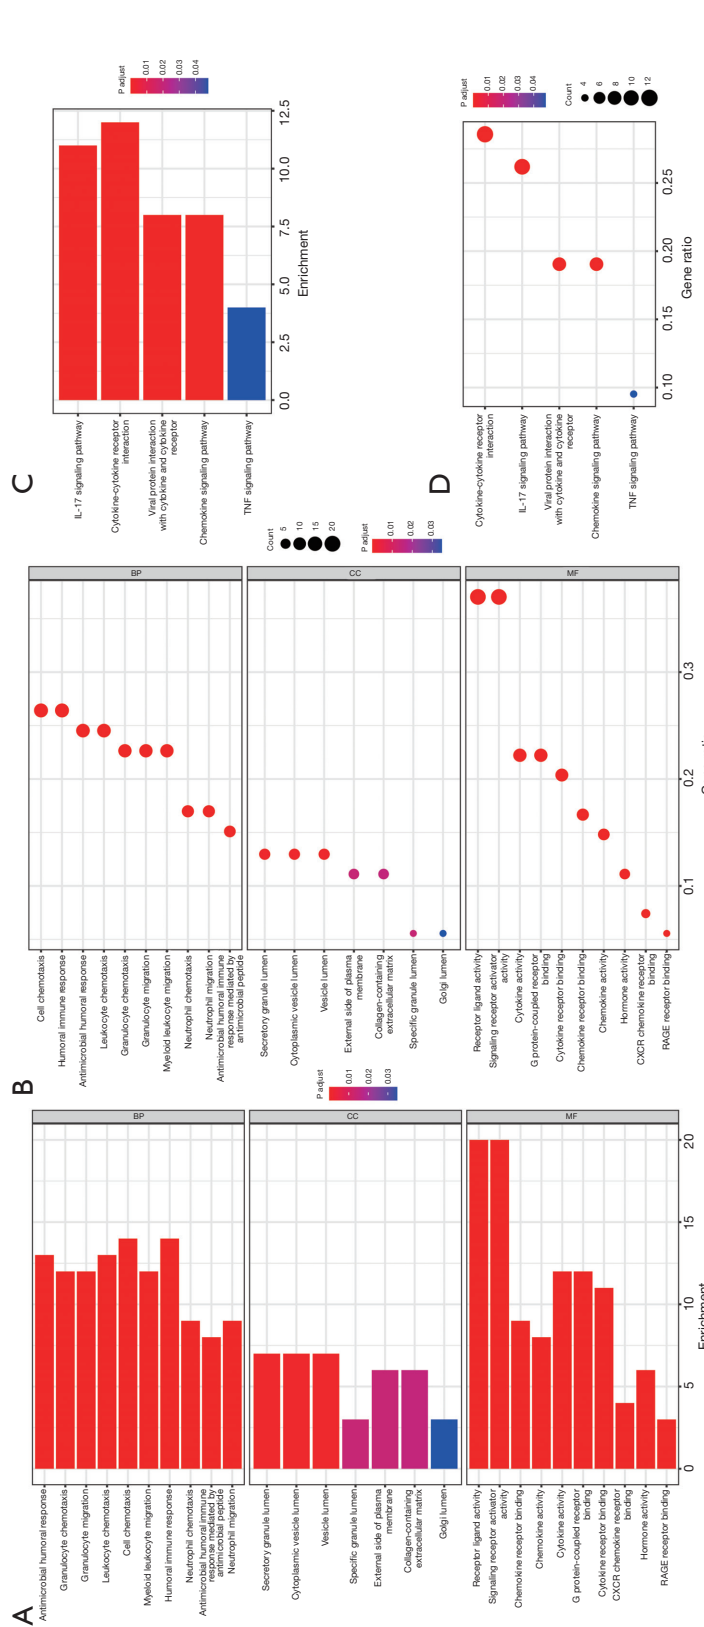 A
Antimicrobial humoral response
Granulocyte chemotaxis
Granulocyte migration
Leukocyte chemotaxis
Cell chemotaxis
Myeloid leukocyte migration
Humoral immune response
Neutrophil chemotaxis
Antimicrobial humoral immune
response mediated by
antimicrobial peptide
Neutrophil migration
BP
Secretory granule lumen
Cytoplasmic vesicle lumen
Vesicle lumen
Specific granule lumen
External side of plasma
membrane
Collagen-containing
extracellular matrix
Golgi lumen
CC
Receptor ligand activity
Signaling receptor activator
activity
Chemokine receptor binding
Chemokine activity
Cytokine activity
G protein-coupled receptor
binding
Cytokine receptor binding
CXCR chemokine receptor
binding
Hormone activity
RAGE receptor binding
MF
0 5 10 15 20
Enrichment
P adjust
0.01
0.02
0.03
B
Cell chemotaxis
Humoral immune response
Antimicrobial humoral response
Leukocyte chemotaxis
Granulocyte chemotaxis
Granulocyte migration
Myeloid leukocyte migration
Neutrophil chemotaxis
Neutrophil migration
Antimicrobial humoral immune
response mediated by
antimicrobial peptide
BP
Secretory granule lumen
Cytoplasmic vesicle lumen
Vesicle lumen
External side of plasma
membrane
Collagen-containing
extracellular matrix
Specific granule lumen
Golgi lumen
CC
Receptor ligand activity
Signaling receptor activator
activity
Cytokine activity
G protein-coupled receptor
binding
Cytokine receptor binding
Chemokine receptor binding
Chemokine activity
Hormone activity
CXCR chemokine receptor
binding
RAGE receptor binding
MF
0.1 0.2 0.3
Count
5
10
15
20
P adjust
0.01
0.02
0.03
C
IL-17 signaling pathway
Cytokine-cytokine receptor
interaction
Viral protein interaction
with cytokine and cytokine
receptor
Chemokine signaling pathway
TNF signaling pathway
0.0 2.5 5.0 7.5 10.0 12.5
Enrichment
P adjust
0.01
0.02
0.03
0.04
D
Cytokine-cytokine receptor
interaction
IL-17 signaling pathway
Viral protein interaction
with cytokine and cytokine
receptor
Chemokine signaling pathway
TNF signaling pathway
0.10 0.15 0.20 0.25
Gene ratio
P adjust
0.01
0.02
0.03
0.04
Count
4
6
8
10
12